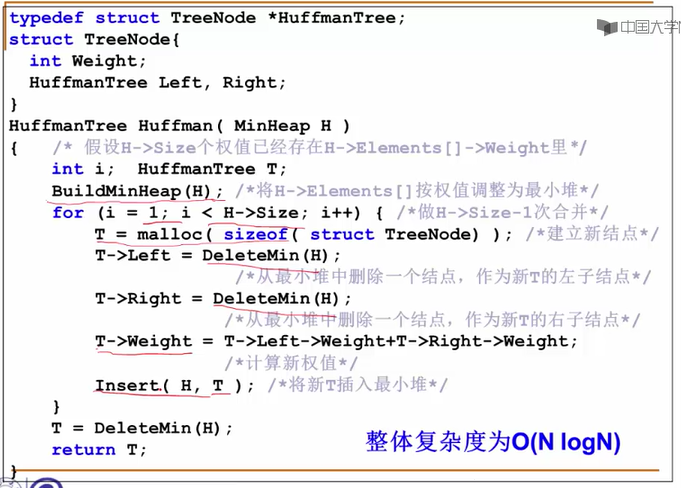 typedef struct TreeNode *HuffmanTree;
中国大学
struct TreeNode{
int Weight;
HuffmanTree Left, Right;
}
HuffmanTree Huffman( MinHeap H )
{ /* 假设H->Size个权值已经存在H->Elements[]->Weight里*/
int i; HuffmanTree T;
BuildMinHeap(H); /*将H->Elements[]按权值调整为最小堆*/
for (i = 1; i < H->Size; i++) { /*做H->Size-1次合并*/
T = malloc( sizeof( struct TreeNode) ); /*建立新结点*/
T->Left = DeleteMin(H);
/*从最小堆中删除一个结点，作为新T的左子结点*/
T->Right = DeleteMin(H);
/*从最小堆中删除一个结点，作为新T的右子结点*/
T->Weight = T->Left->Weight+T->Right->Weight;
/*计算新权值*/
Insert( H, T ); /*将新T插入最小堆*/
}
T = DeleteMin(H);
return T;
}
整体复杂度为O(N logN)